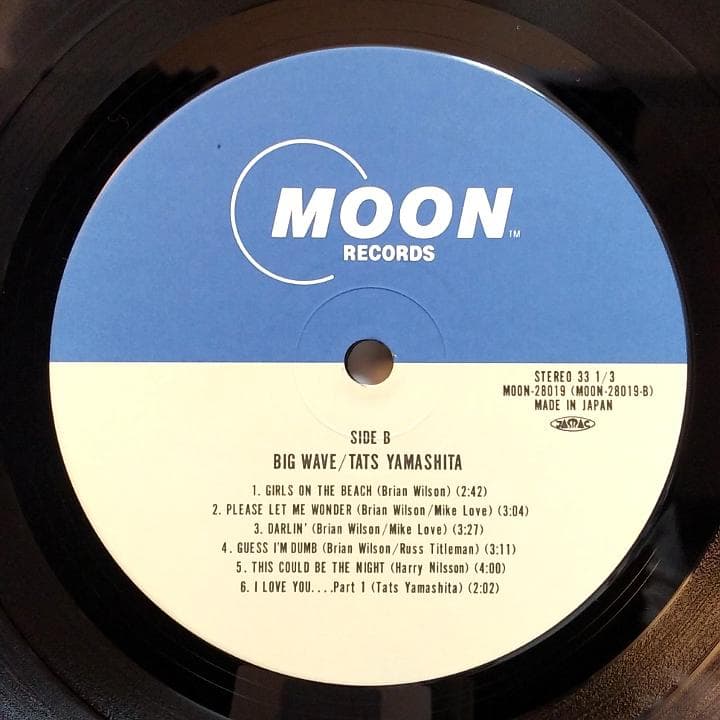 MOON™
RECORDS
STEREO 33 1/3
MOON-28019 (MOON-28019-B)
MADE IN JAPAN
JASRAC
SIDE B
BIG WAVE/TATS YAMASHITA
1. GIRLS ON THE BEACH (Brian Wilson) (2:42)
2. PLEASE LET ME WONDER (Brian Wilson/Mike Love) (3:04)
3. DARLIN' (Brian Wilson/Mike Love) (3:27)
4. GUESS I'M DUMB (Brian Wilson/Russ Titleman) (3:11)
5. THIS COULD BE THE NIGHT (Harry Nilsson) (4:00)
6. I LOVE YOU....Part 1 (Tats Yamashita) (2:02)